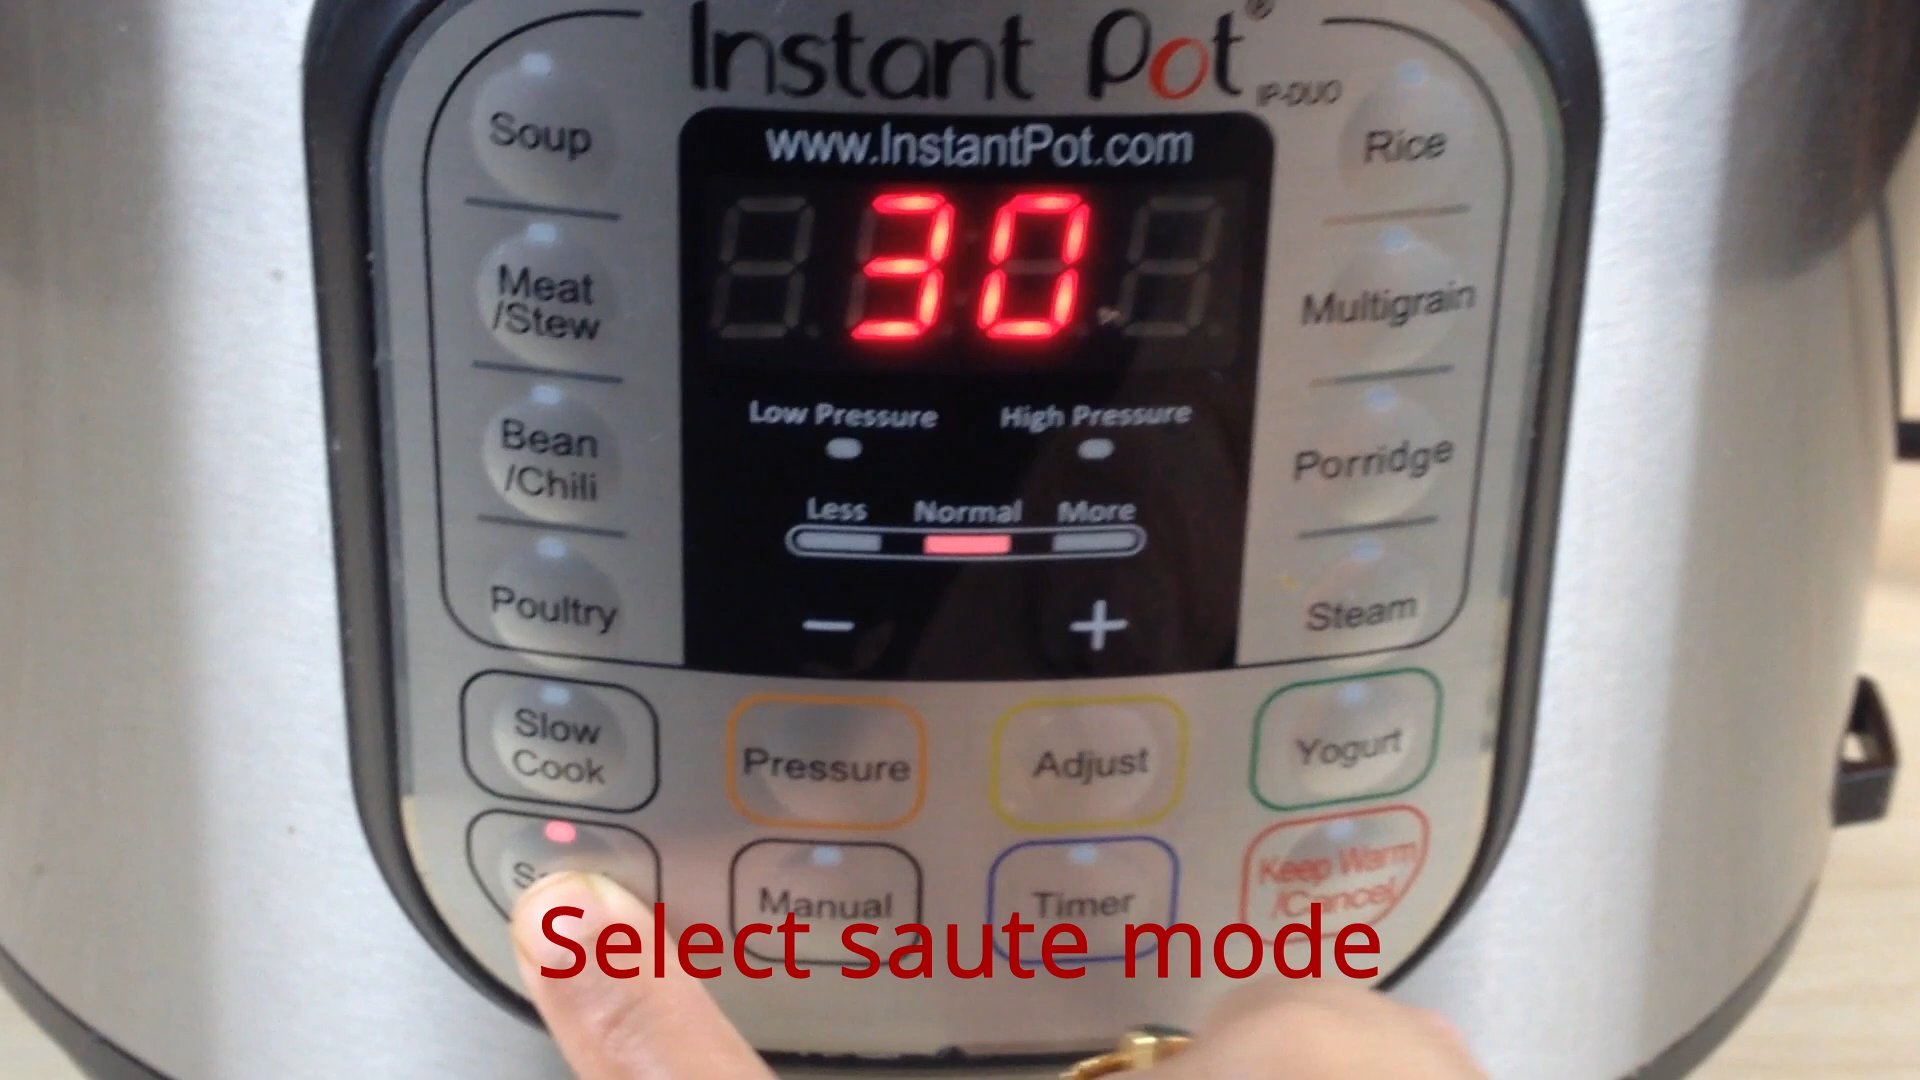 Instant Pot®
IP-DUO
www.InstantPot.com
30
Soup
Meat
/Stew
Bean
/Chili
Poultry
Low Pressure High Pressure
Less Normal More
− +
Rice
Multigrain
Porridge
Steam
Slow
Cook
Pressure
Adjust
Yogurt
Manual
Timer
Keep Warm
/Cancel
Select saute mode